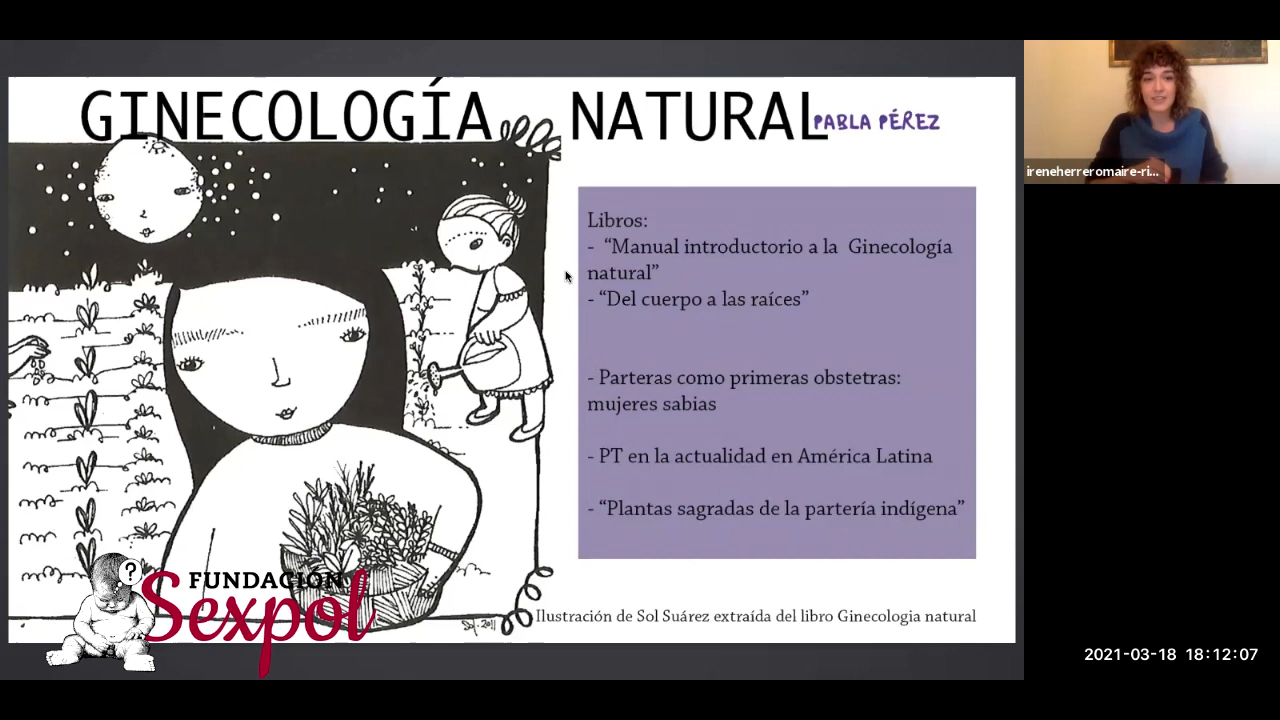 GINECOLOGÍA NATURAL
PABLA PÉREZ
ireneherreromaire-ri...
Libros:
- “Manual introductorio a la Ginecología
natural”
- “Del cuerpo a las raíces”
- Parteras como primeras obstetras:
mujeres sabias
- PT en la actualidad en América Latina
- “Plantas sagradas de la partería indígena”
?
FUNDACION
Sexpol
Ilustración de Sol Suárez extraída del libro Ginecologia natural
2021-03-18 18:12:07